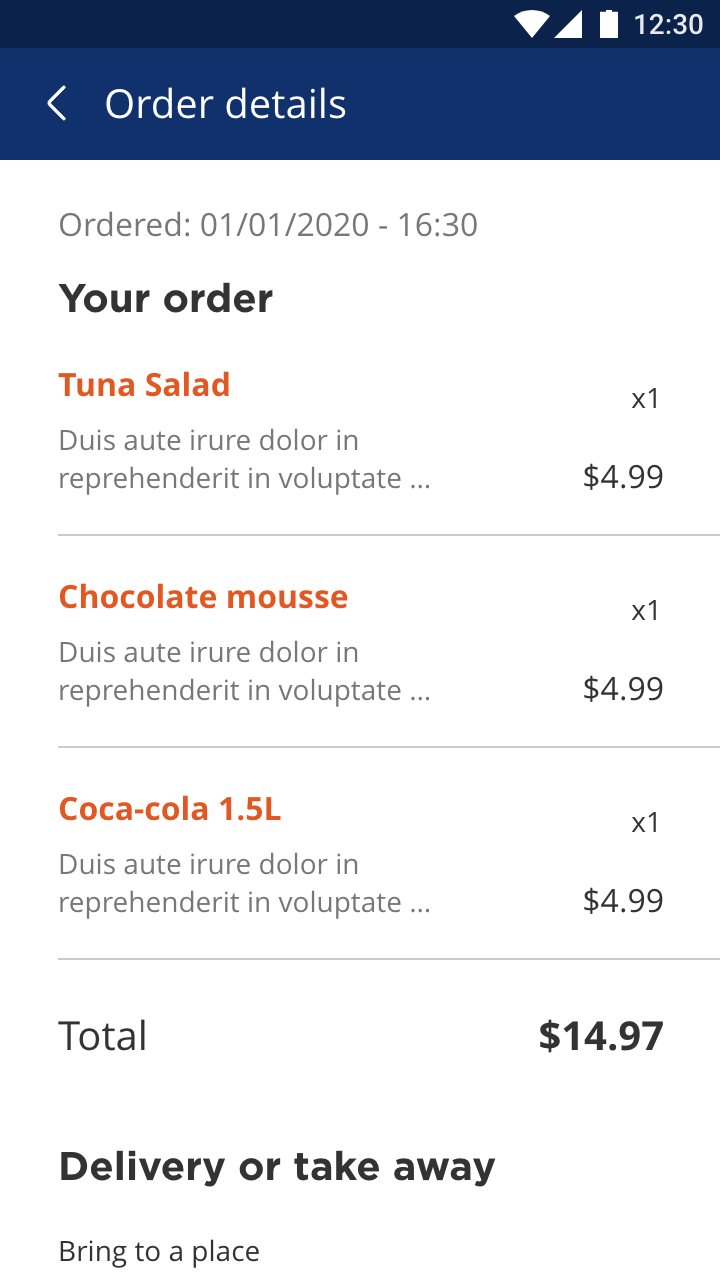 12:30
Order details
Ordered: 01/01/2020 - 16:30
Your order
Tuna Salad
x1
Duis aute irure dolor in
reprehenderit in voluptate ...
$4.99
Chocolate mousse
x1
Duis aute irure dolor in
reprehenderit in voluptate ...
$4.99
Coca-cola 1.5L
x1
Duis aute irure dolor in
reprehenderit in voluptate ...
$4.99
Total $14.97
Delivery or take away
Bring to a place